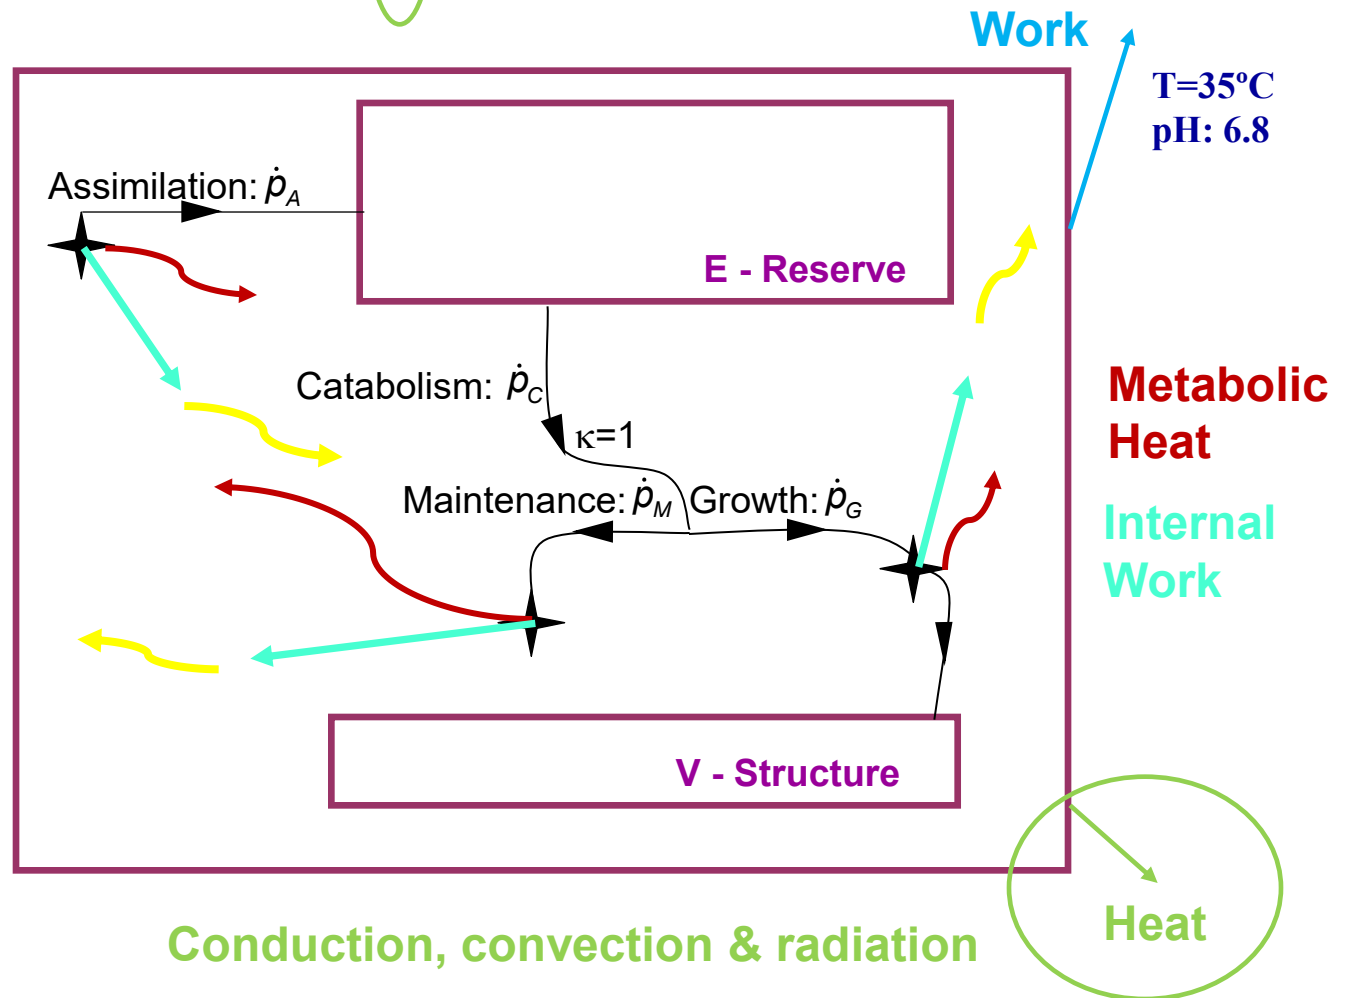 Work
T=35ºC
pH: 6.8
Assimilation: ṗA
E - Reserve
Catabolism: ṗC
κ=1
Maintenance: ṗM Growth: ṗG
Metabolic
Heat
Internal
Work
V - Structure
Heat
Conduction, convection & radiation